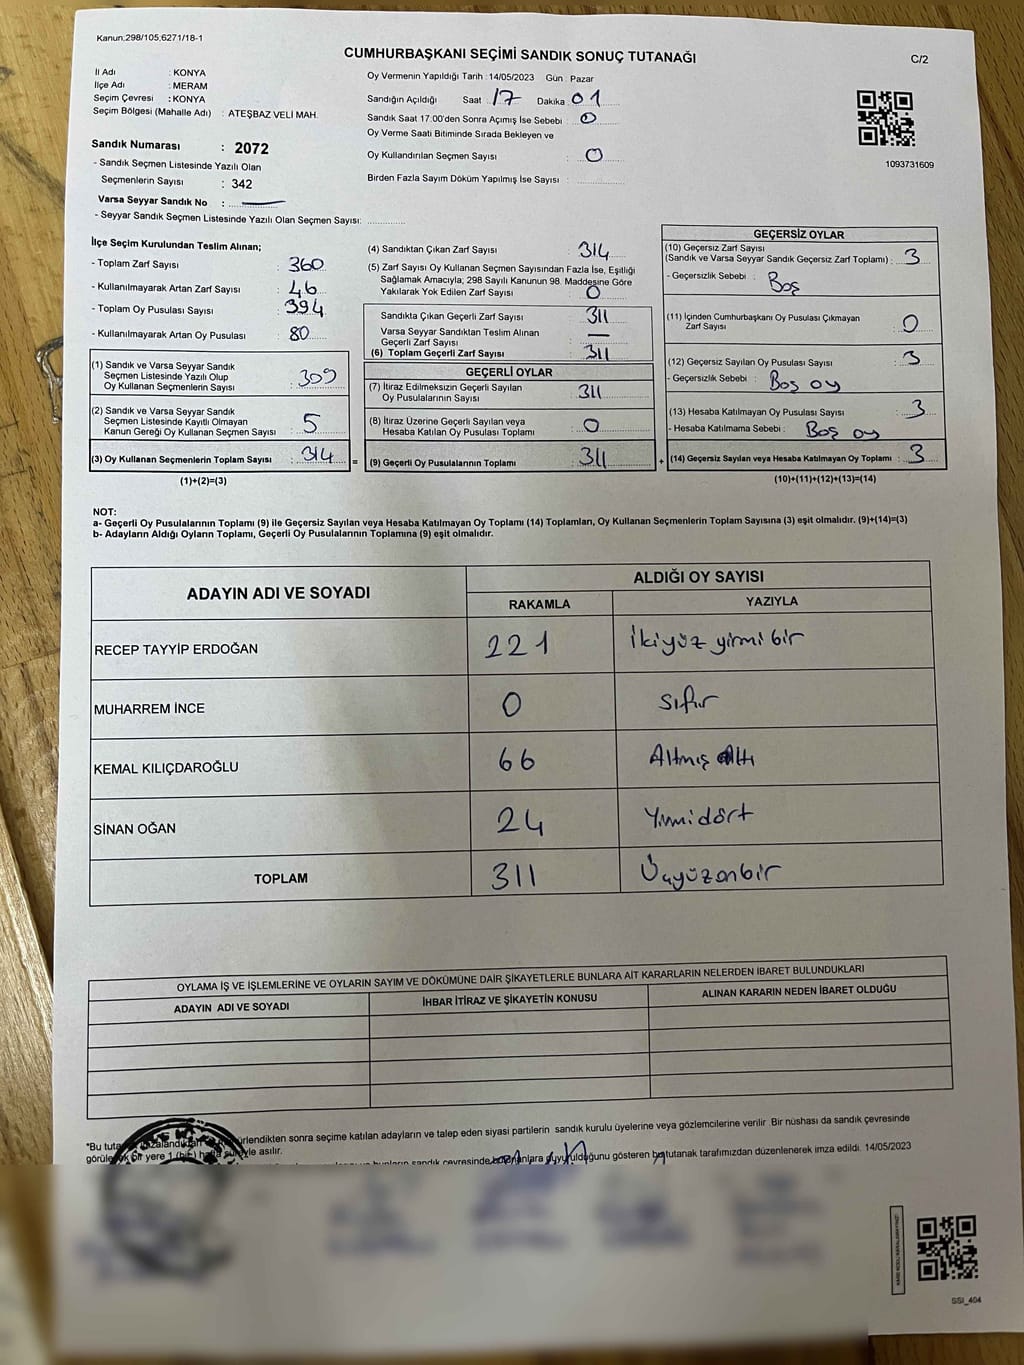 Kanun:298/105;6271/18-1
CUMHURBAŞKANI SEÇİMİ SANDIK SONUÇ TUTANAĞI
C/2
İl Adı : KONYA
İlçe Adı : MERAM
Seçim Çevresi : KONYA
Seçim Bölgesi (Mahalle Adı) : ATEŞBAZ VELİ MAH.
Sandık Numarası : 2072
- Sandık Seçmen Listesinde Yazılı Olan
Seçmenlerin Sayısı : 342
Varsa Seyyar Sandık No :
- Seyyar Sandık Seçmen Listesinde Yazılı Olan Seçmen Sayısı:
Oy Vermenin Yapıldığı Tarih : 14/05/2023 Gün : Pazar
Sandığın Açıldığı Saat : 17 Dakika 01
Sandık Saat 17:00'den Sonra Açımış İse Sebebi : 0
Oy Verme Saati Bitiminde Sırada Bekleyen ve
Oy Kullandırılan Seçmen Sayısı : 0
Birden Fazla Sayım Döküm Yapılmış İse Sayısı :
1093731609
İlçe Seçim Kurulundan Teslim Alınan;
- Toplam Zarf Sayısı : 360
- Kullanılmayarak Artan Zarf Sayısı : 46
- Toplam Oy Pusulası Sayısı : 394
- Kullanılmayarak Artan Oy Pusulası : 80
(1) Sandık ve Varsa Seyyar Sandık
Seçmen Listesinde Yazılı Olup
Oy Kullanan Seçmenlerin Sayısı : 309
(2) Sandık ve Varsa Seyyar Sandık
Seçmen Listesinde Kayıtlı Olmayan
Kanun Gereği Oy Kullanan Seçmen Sayısı : 5
(3) Oy Kullanan Seçmenlerin Toplam Sayısı : 314
(1)+(2)=(3)
(4) Sandıktan Çıkan Zarf Sayısı 314
(5) Zarf Sayısı Oy Kullanan Seçmen Sayısından Fazla İse, Eşitliği
Sağlamak Amacıyla; 298 Sayılı Kanunun 98. Maddesine Göre
Yakılarak Yok Edilen Zarf Sayısı : 0
Sandıkta Çıkan Geçerli Zarf Sayısı : 311
Varsa Seyyar Sandıktan Teslim Alınan
Geçerli Zarf Sayısı : —
(6) Toplam Geçerli Zarf Sayısı : 311
GEÇERLİ OYLAR
(7) İtiraz Edilmeksizin Geçerli Sayılan
Oy Pusulalarının Sayısı : 311
(8) İtiraz Üzerine Geçerli Sayılan veya
Hesaba Katılan Oy Pusulası Toplamı : 0
= (9) Geçerli Oy Pusulalarının Toplamı : 311
GEÇERSİZ OYLAR
(10) Geçersiz Zarf Sayısı
(Sandık ve Varsa Seyyar Sandık Geçersiz Zarf Toplamı) : 3
- Geçersizlik Sebebi : Boş
(11) İçinden Cumhurbaşkanı Oy Pusulası Çıkmayan
Zarf Sayısı : 0
(12) Geçersiz Sayılan Oy Pusulası Sayısı : 3
- Geçersizlik Sebebi : Boş oy
(13) Hesaba Katılmayan Oy Pusulası Sayısı : 3
- Hesaba Katılmama Sebebi : Boş oy
+ (14) Geçersiz Sayılan veya Hesaba Katılmayan Oy Toplamı : 3
(10)+(11)+(12)+(13)=(14)
NOT:
a- Geçerli Oy Pusulalarının Toplamı (9) ile Geçersiz Sayılan veya Hesaba Katılmayan Oy Toplamı (14) Toplamları, Oy Kullanan Seçmenlerin Toplam Sayısına (3) eşit olmalıdır. (9)+(14)=(3)
b- Adayların Aldığı Oyların Toplamı, Geçerli Oy Pusulalarının Toplamına (9) eşit olmalıdır.
ADAYIN ADI VE SOYADI
ALDIĞI OY SAYISI
RAKAMLA YAZIYLA
RECEP TAYYİP ERDOĞAN 221 İkiyüz yirmi bir
MUHARREM İNCE 0 sıfır
KEMAL KILIÇDAROĞLU 66 Altmış Altı
SİNAN OĞAN 24 Yirmidört
TOPLAM 311 Üçyüzonbir
OYLAMA İŞ VE İŞLEMLERİNE VE OYLARIN SAYIM VE DÖKÜMÜNE DAİR ŞİKAYETLERLE BUNLARA AİT KARARLARIN NELERDEN İBARET BULUNDUKLARI
ADAYIN ADI VE SOYADI İHBAR İTİRAZ VE ŞİKAYETİN KONUSU ALINAN KARARIN NEDEN İBARET OLDUĞU
*Bu sonra seçime katılan adayların ve talep eden siyasi partilerin sandık kurulu üyelerine veya gözlemcilerine verilir. Bir nüshası da sandık çevresinde
bir yere 1 (bir) hafta asılır.
sandık çevresinde gösteren tutanak tarafımızdan düzenlenerek imza edildi. 14/05/2023
SSİ_404